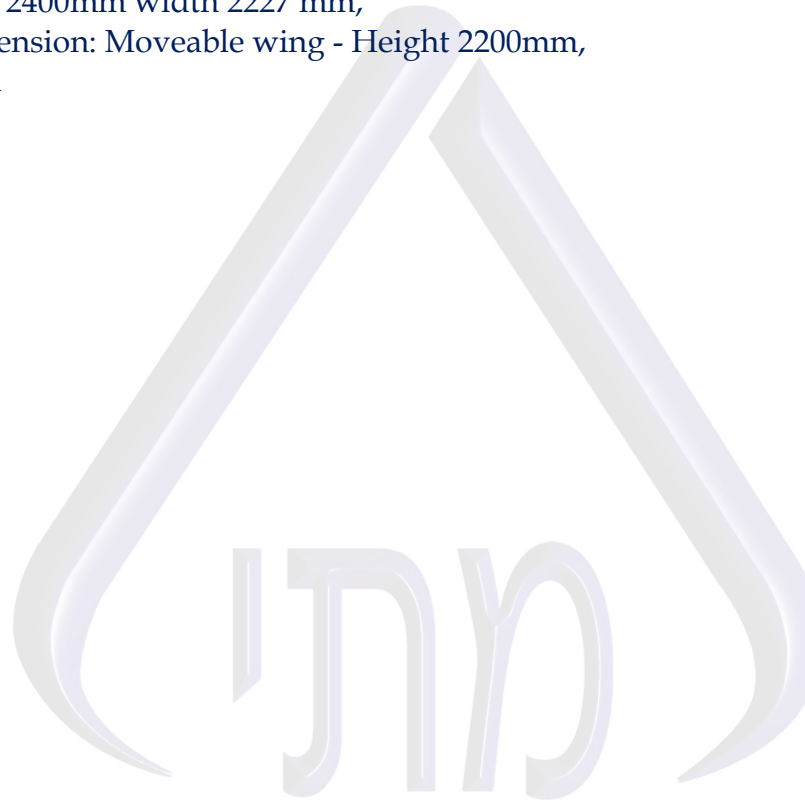 2400mm width 2227 mm,
ension: Moveable wing - Height 2200mm,
מתי